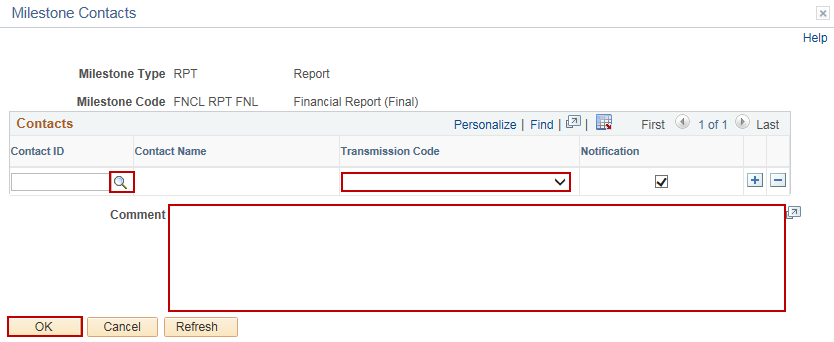 Milestone Contacts
Help
Milestone Type RPT Report
Milestone Code FNCL RPT FNL Financial Report (Final)
Contacts Personalize | Find | | First 1 of 1 Last
Contact ID Contact Name Transmission Code Notification
Comment
OK Cancel Refresh